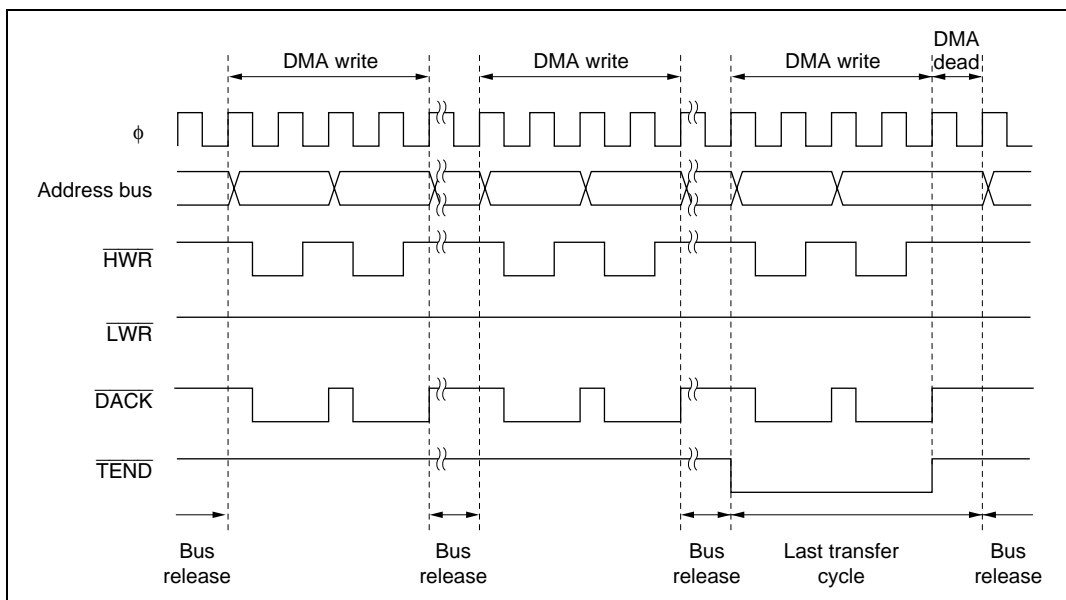 DMA write
DMA write
DMA write
DMA
dead
ϕ
Address bus
HWR
LWR
DACK
TEND
Bus
release
Bus
release
Bus
release
Last transfer
cycle
Bus
release